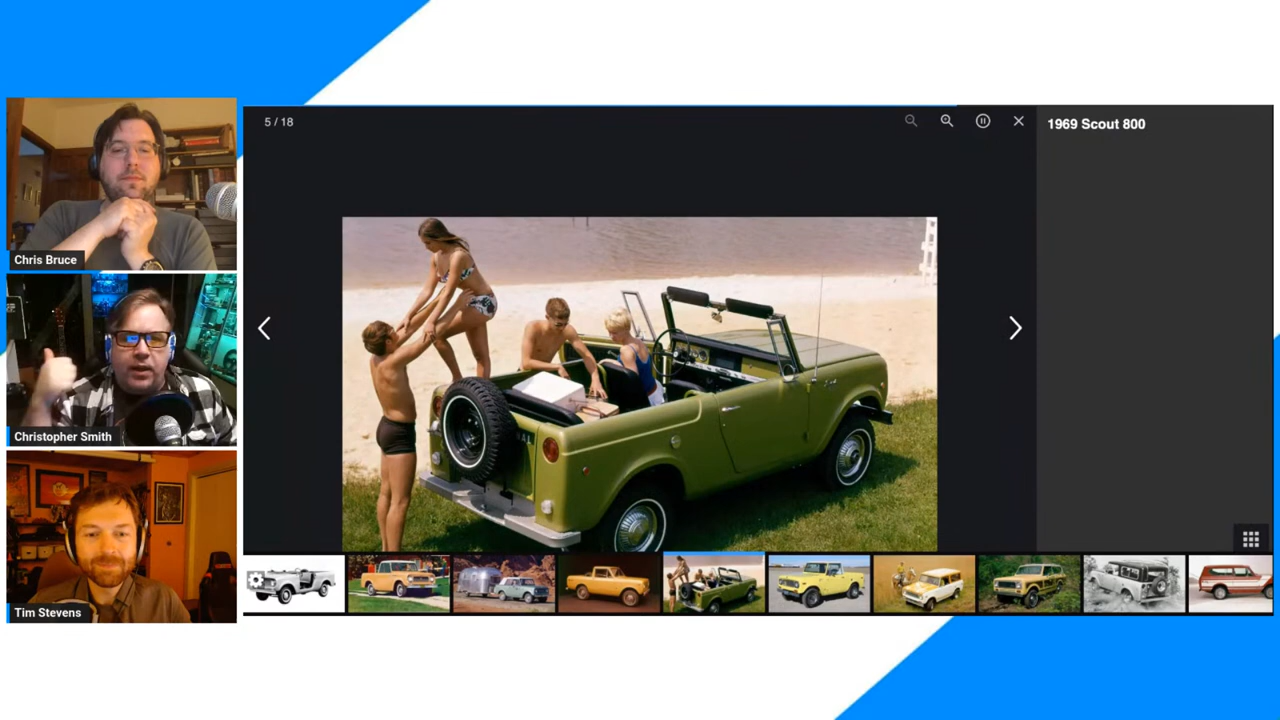 5 / 18
1969 Scout 800
Chris Bruce
Christopher Smith
Tim Stevens